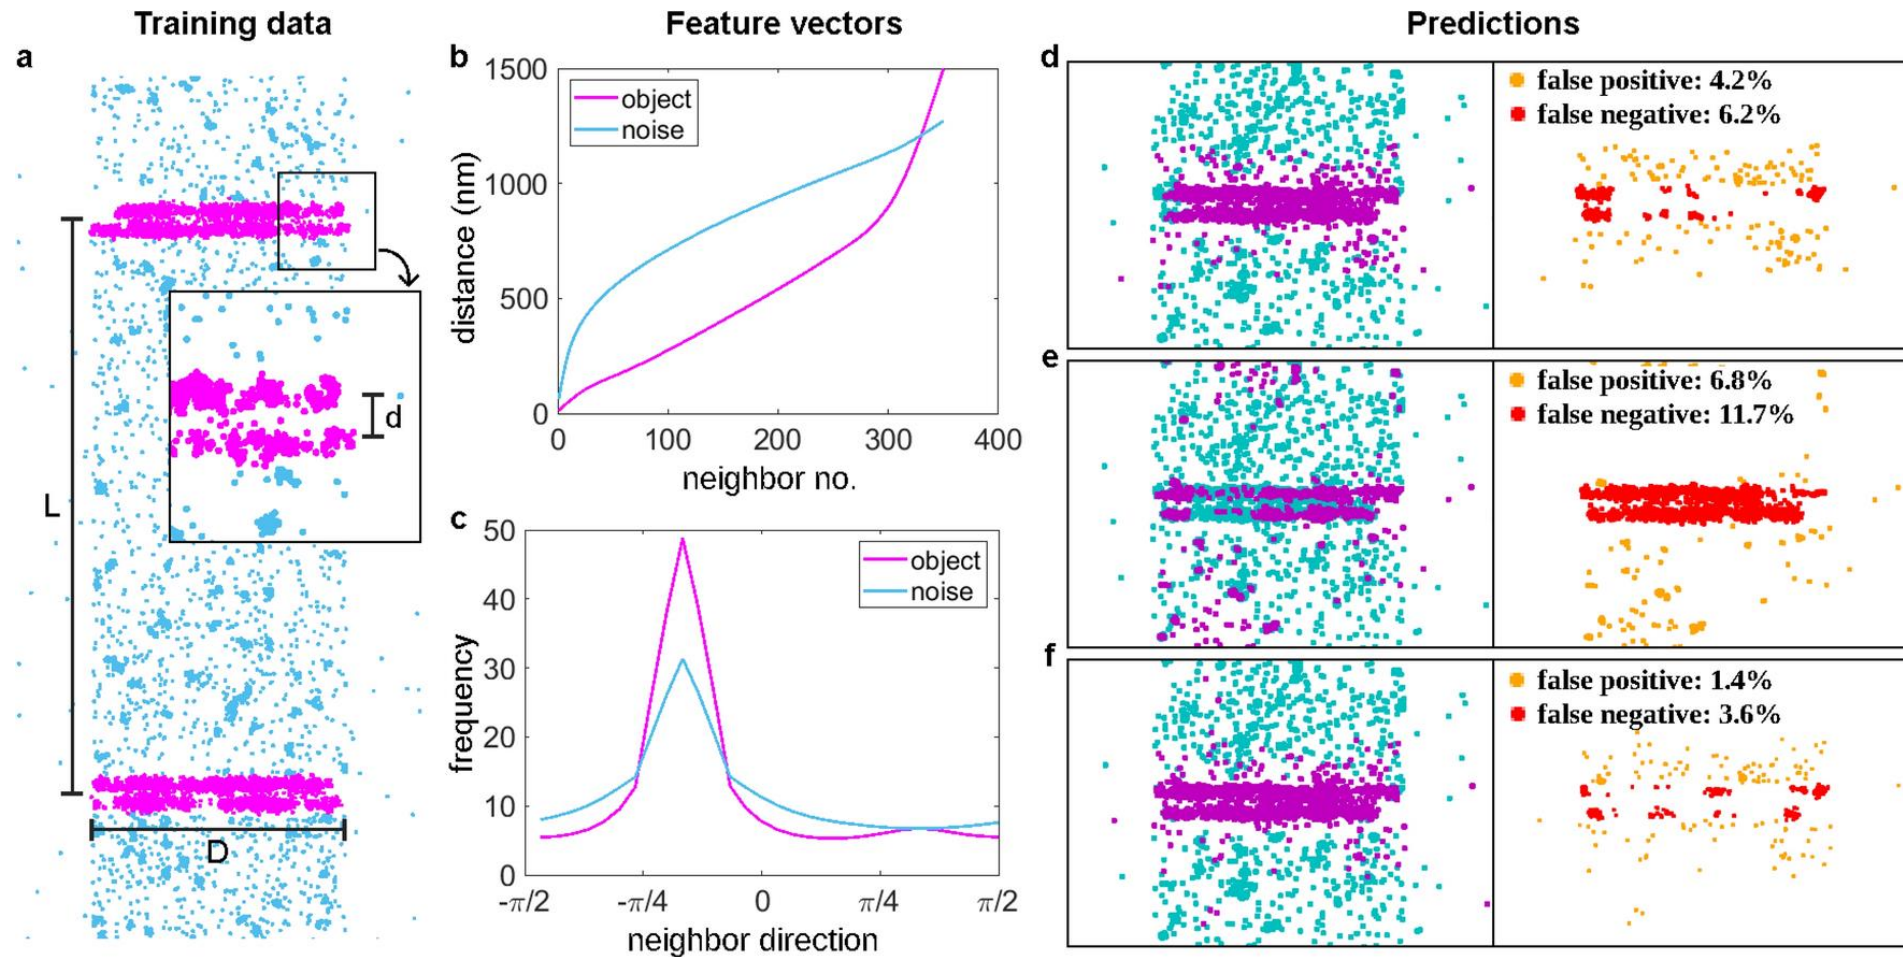 Training data
Feature vectors
Predictions
a
L
d
D
b
1500
1000
500
0
distance (nm)
object
noise
0
100
200
300
400
neighbor no.
c
50
40
30
20
10
0
frequency
object
noise
-π/2
-π/4
0
π/4
π/2
neighbor direction
d
false positive: 4.2%
false negative: 6.2%
e
false positive: 6.8%
false negative: 11.7%
f
false positive: 1.4%
false negative: 3.6%